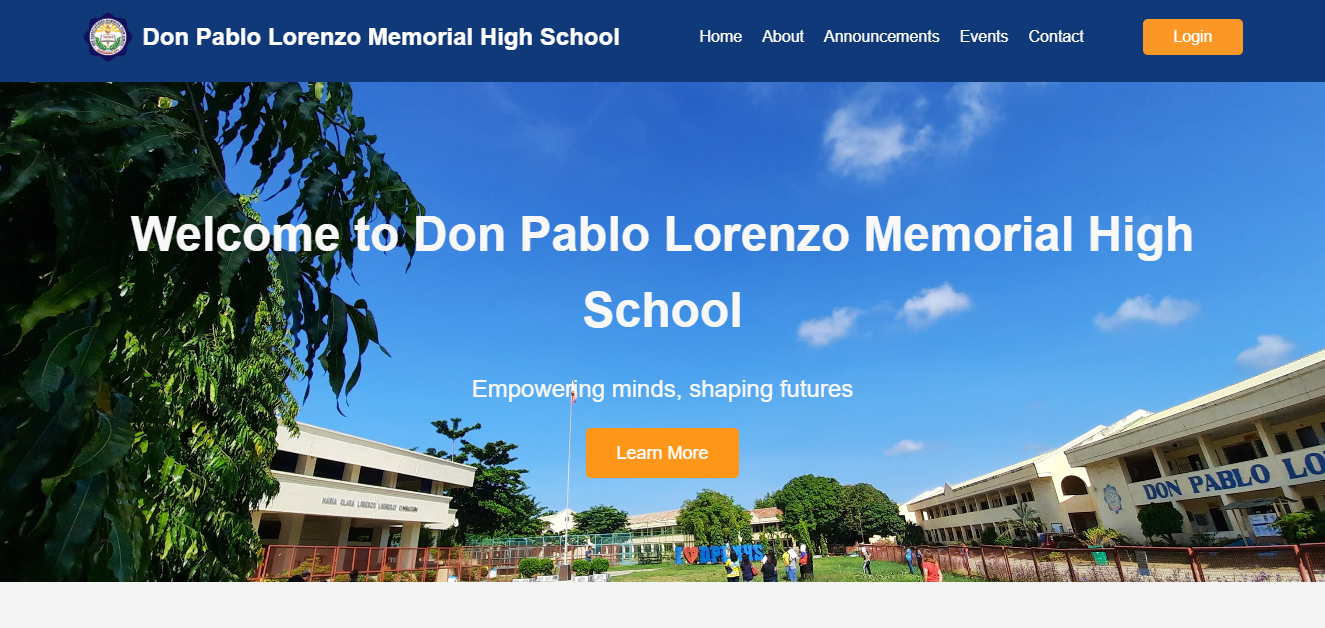 Don Pablo Lorenzo Memorial High School
Home About Announcements Events Contact Login
Welcome to Don Pablo Lorenzo Memorial High
School
Empowering minds, shaping futures
Learn More
MARIA CLARA LORENZO LOBREGAT GYMNASIUM
DON PABLO LO
I DPLMHS